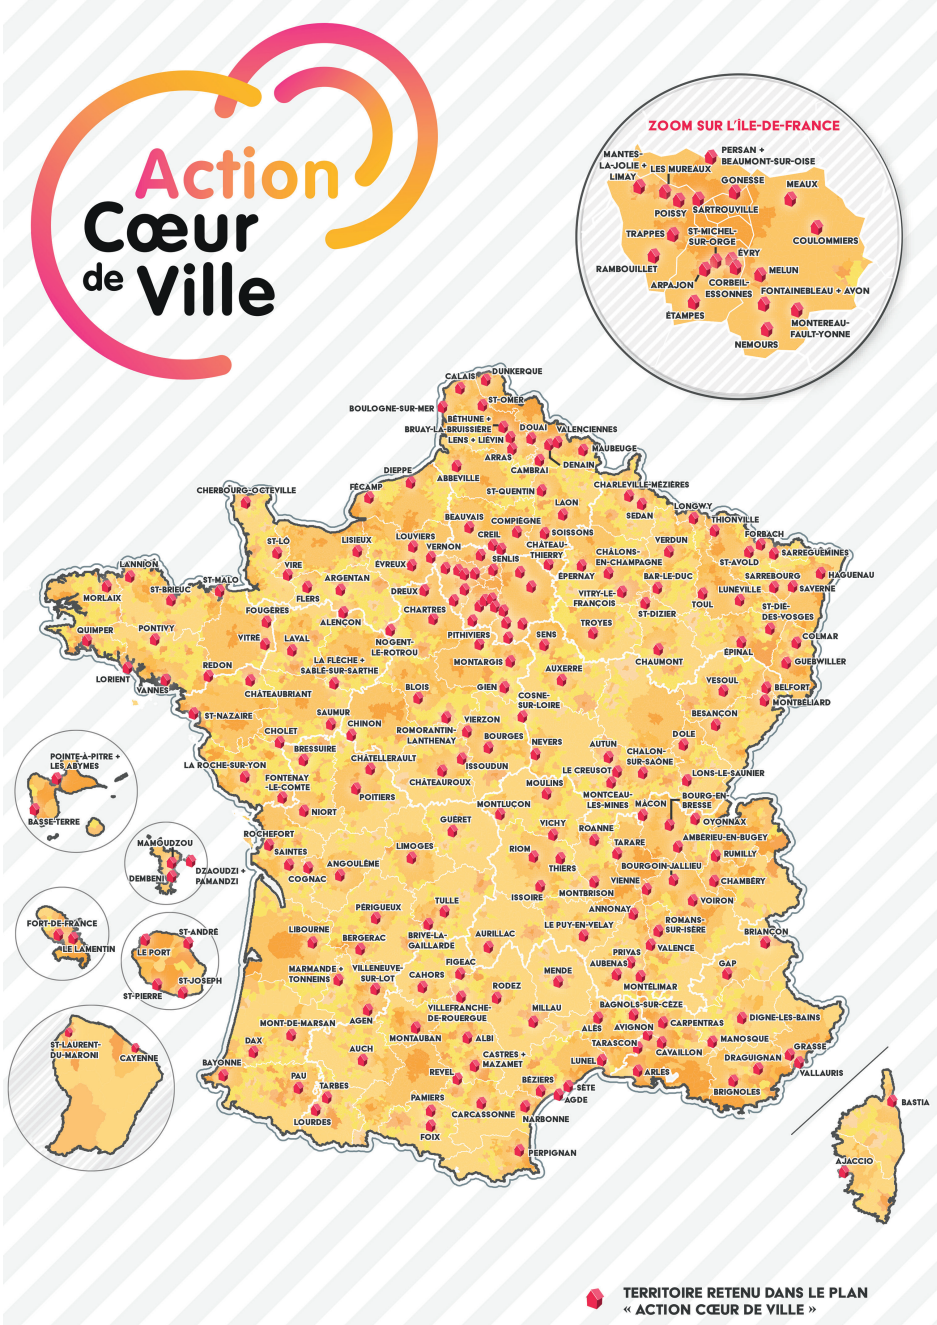 Action
Cœur
de Ville
ZOOM SUR L'ÎLE-DE-FRANCE
MANTES-
LA-JOLIE +
LIMAY
LES MUREAUX
PERSAN +
BEAUMONT-SUR-OISE
GONESSE
MEAUX
POISSY
SARTROUVILLE
TRAPPES
ST-MICHEL-
SUR-ORGE
COULOMMIERS
ÉVRY
RAMBOUILLET
MELUN
ARPAJON
CORBEIL-
ESSONNES
FONTAINEBLEAU + AVON
ÉTAMPES
MONTEREAU-
FAULT-YONNE
NEMOURS
CALAIS
DUNKERQUE
ST-OMER
BOULOGNE-SUR-MER
BÉTHUNE +
BRUAY-LA-BRUISSIÈRE
LENS + LIÉVIN
DOUAI
VALENCIENNES
MAUBEUGE
ARRAS
CAMBRAI
DENAIN
DIEPPE
ABBEVILLE
FÉCAMP
ST-QUENTIN
CHARLEVILLE-MÉZIÈRES
CHERBOURG-OCTEVILLE
LAON
SEDAN
LONGWY
THIONVILLE
BEAUVAIS
COMPIÈGNE
SOISSONS
FORBACH
ST-LÔ
LISIEUX
LOUVIERS
VERNON
CREIL
SENLIS
CHÂTEAU-
THIERRY
VERDUN
CHÂLONS-
EN-CHAMPAGNE
ST-AVOLD
SARREGUEMINES
LANNION
VIRE
ÉVREUX
ÉPERNAY
BAR-LE-DUC
SARREBOURG
HAGUENAU
SAVERNE
ST-BRIEUC
ST-MALO
ARGENTAN
MORLAIX
FLERS
DREUX
VITRY-LE-
FRANÇOIS
ST-DIZIER
TOUL
LUNEVILLE
FOUGÈRES
ALENÇON
CHARTRES
TROYES
ST-DIE-
DES-VOSGES
QUIMPER
PONTIVY
VITRÉ
LAVAL
NOGENT-
LE-ROTROU
PITHIVIERS
SENS
ÉPINAL
COLMAR
LORIENT
VANNES
REDON
LA FLÈCHE +
SABLÉ-SUR-SARTHE
MONTARGIS
AUXERRE
CHAUMONT
GUEBWILLER
CHÂTEAUBRIANT
BLOIS
GIEN
COSNE-
SUR-LOIRE
VESOUL
BELFORT
MONTBÉLIARD
ST-NAZAIRE
SAUMUR
CHINON
ROMORANTIN-
LANTHENAY
VIERZON
BOURGES
NEVERS
BESANÇON
CHOLET
BRESSUIRE
DOLE
LA ROCHE-SUR-YON
CHÂTELLERAULT
ISSOUDUN
AUTUN
CHALON-
SUR-SAÔNE
FONTENAY
-LE-COMTE
CHÂTEAUROUX
MOULINS
LE CREUSOT
LONS-LE-SAUNIER
NIORT
POITIERS
MONTCEAU-
LES-MINES
MÂCON
BOURG-EN-
BRESSE
MONTLUÇON
ROCHEFORT
GUÉRET
VICHY
ROANNE
TARARE
OYONNAX
AMBÉRIEU-EN-BUGEY
SAINTES
COGNAC
ANGOULÊME
LIMOGES
RIOM
THIERS
BOURGOIN-JALLIEU
RUMILLY
ISSOIRE
MONTBRISON
VIENNE
CHAMBÉRY
ANNONAY
VOIRON
PÉRIGUEUX
TULLE
LE PUY-EN-VELAY
ROMANS-
SUR-ISÈRE
BRIANÇON
LIBOURNE
BERGERAC
BRIVE-LA-
GAILLARDE
AURILLAC
PRIVAS
VALENCE
MARMANDE +
TONNEINS
VILLENEUVE-
SUR-LOT
CAHORS
FIGEAC
MENDE
AUBENAS
MONTÉLIMAR
GAP
RODEZ
AGEN
VILLEFRANCHE-
DE-ROUERGUE
MILLAU
BAGNOLS-SUR-CÈZE
MONT-DE-MARSAN
DAX
ALÈS
AVIGNON
CARPENTRAS
DIGNE-LES-BAINS
MONTAUBAN
ALBI
TARASCON
CAVAILLON
MANOSQUE
GRASSE
BAYONNE
AUCH
CASTRES +
MAZAMET
LUNEL
ARLES
DRAGUIGNAN
VALLAURIS
PAU
TARBES
REVEL
BÉZIERS
SÈTE
AGDE
BRIGNOLES
LOURDES
PAMIERS
CARCASSONNE
NARBONNE
FOIX
PERPIGNAN
BASTIA
AJACCIO
POINTE-À-PITRE +
LES ABYMES
BASSE-TERRE
MAMOUDZOU
DEMBENI
DZAOUDZI +
PAMANDZI
FORT-DE-FRANCE
LE LAMENTIN
ST-ANDRÉ
LE PORT
ST-JOSEPH
ST-PIERRE
ST-LAURENT-
DU-MARONI
CAYENNE
TERRITOIRE RETENU DANS LE PLAN
« ACTION CŒUR DE VILLE »